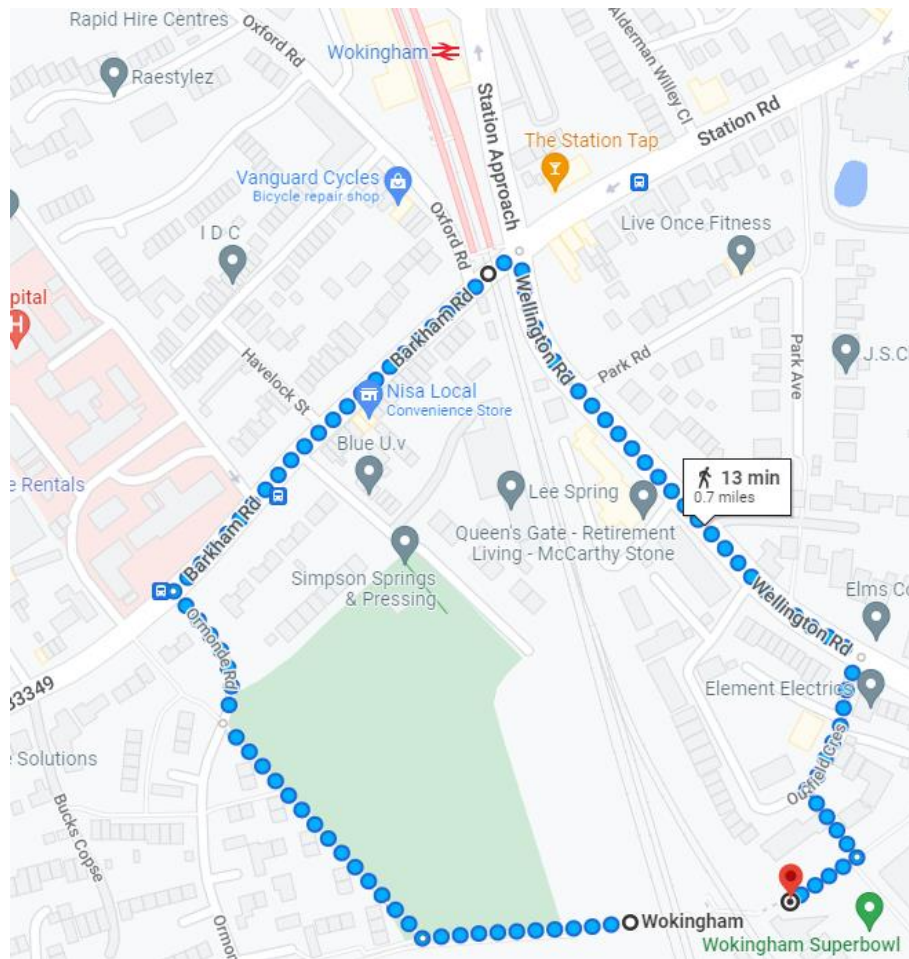 Rapid Hire Centres
Oxford Rd
Raestylez
Wokingham
Station Approach
Alderman Willey Cl
Station Rd
The Station Tap
Vanguard Cycles
Bicycle repair shop
Oxford Rd
I D C
Live Once Fitness
pital
H
Barkham Rd
Wellington Rd
Park Rd
Park Ave
J.S.C
Havelock St
Nisa Local
Convenience Store
Blue U.v
e Rentals
Lee Spring
13 min
0.7 miles
Queen's Gate - Retirement
Living - McCarthy Stone
Barkham Rd
Simpson Springs
& Pressing
Ormonde Rd
Wellington Rd
Elms Co
Element Electrics
33349
e Solutions
Bucks Copse
Outfield Cres
Ormon
Wokingham
Wokingham Superbowl